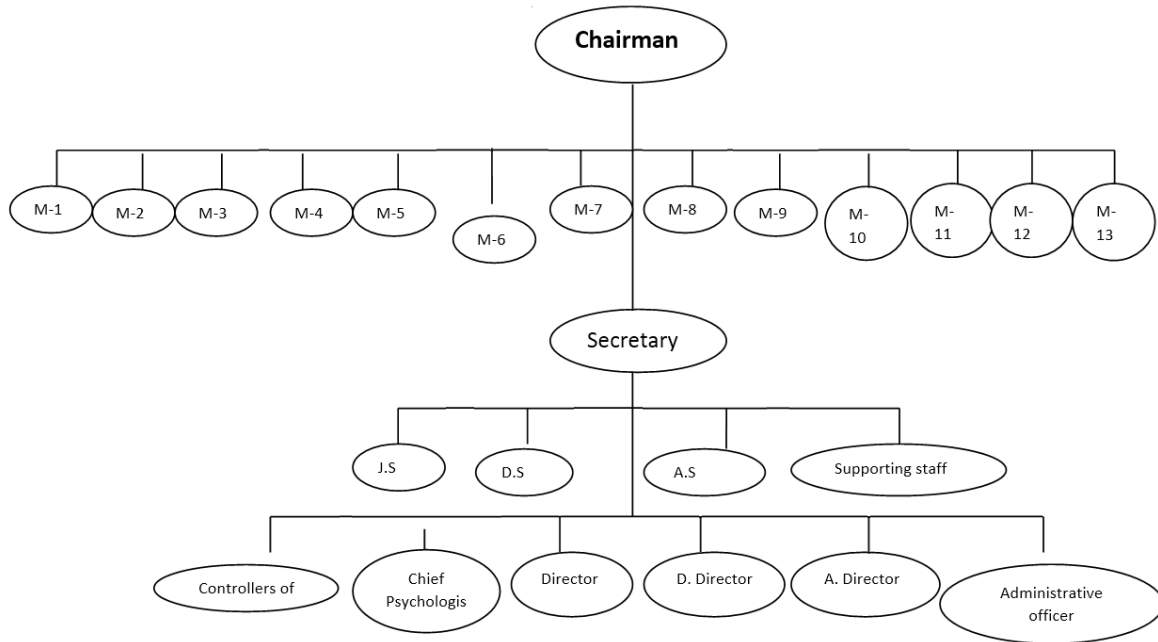 Chairman
M-1
M-2
M-3
M-4
M-5
M-6
M-7
M-8
M-9
M-
10
M-
11
M-
12
M-
13
Secretary
J.S
D.S
A.S
Supporting staff
Controllers of
Chief
Psychologis
Director
D. Director
A. Director
Administrative
officer